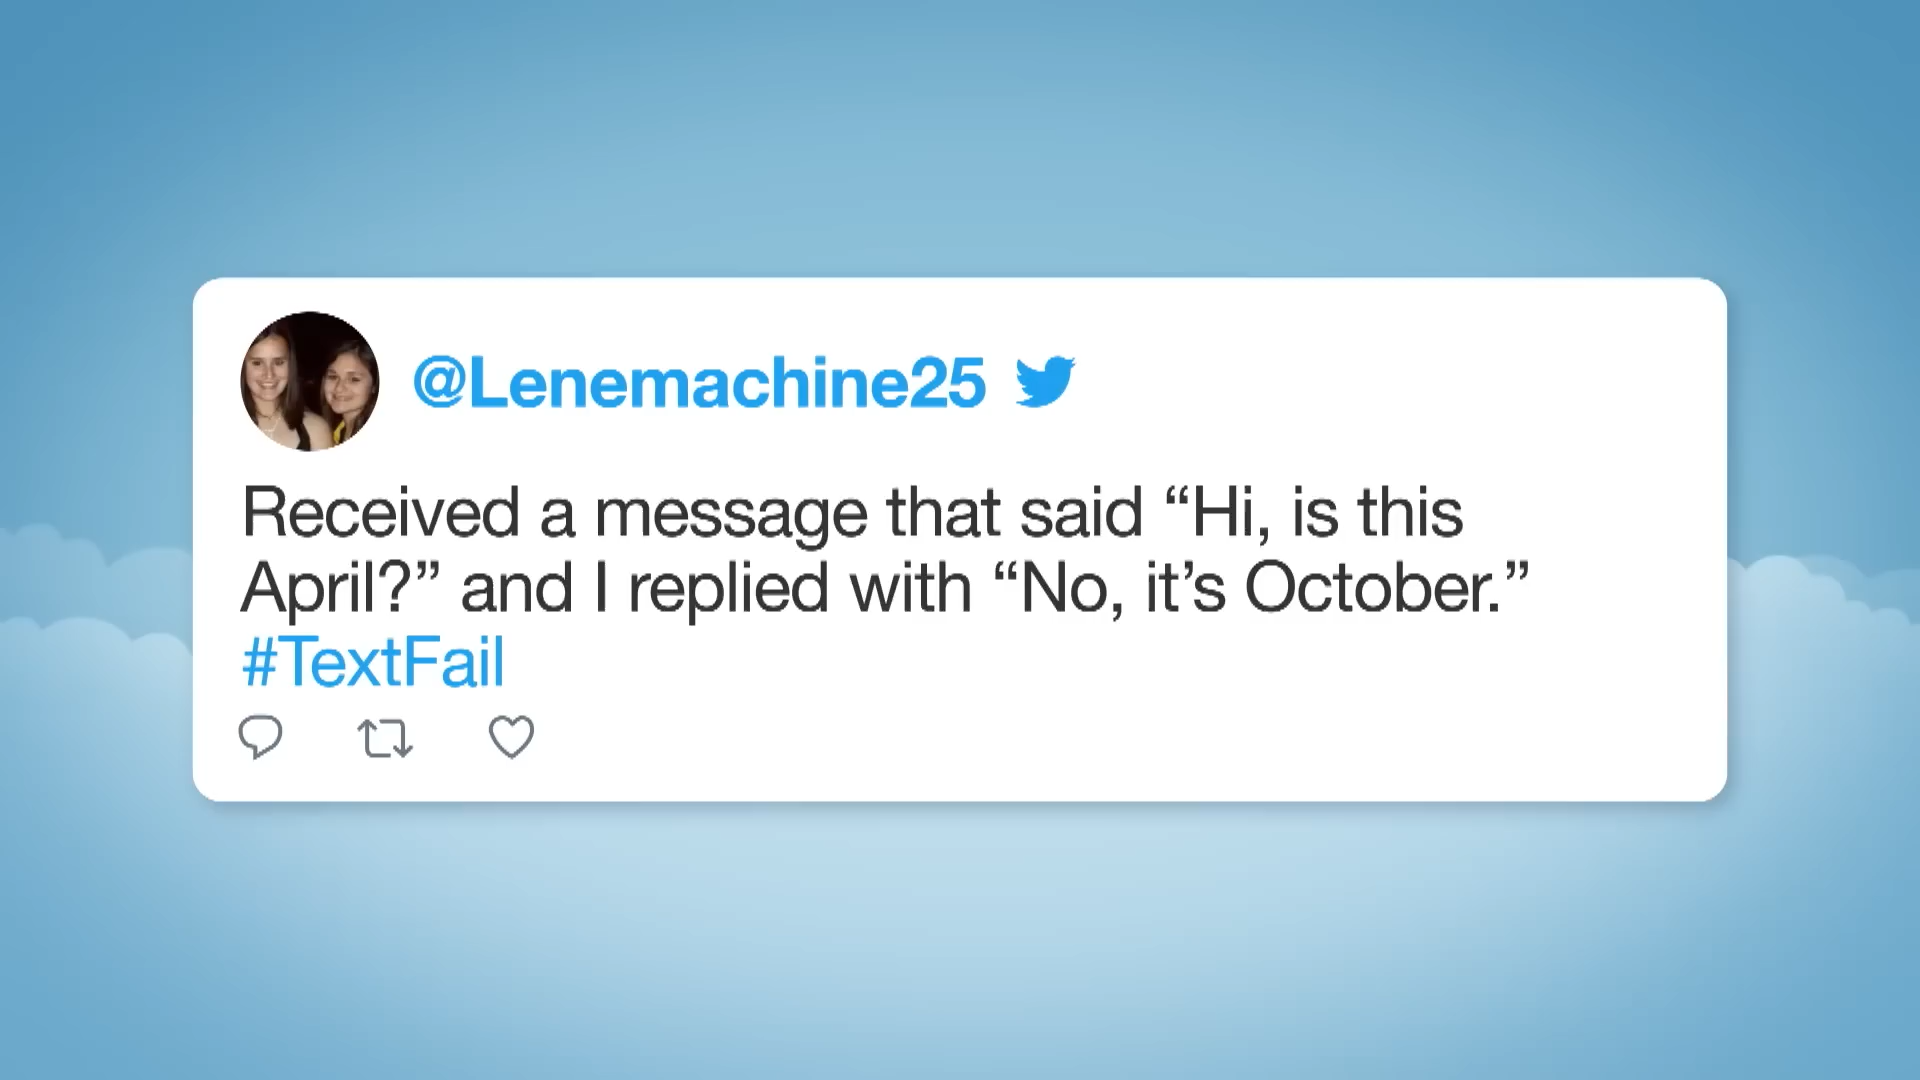 @Lenemachine25
Received a message that said “Hi, is this
April?” and I replied with “No, it’s October.”
#TextFail